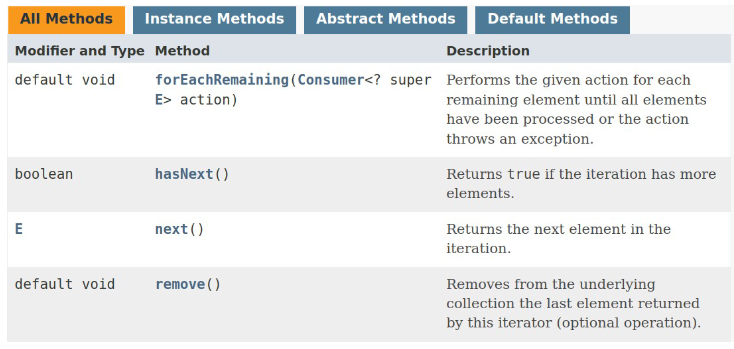 All Methods Instance Methods Abstract Methods Default Methods
Modifier and Type Method Description
default void forEachRemaining(Consumer<? super Performs the given action for each
E> action) remaining element until all elements
have been processed or the action
throws an exception.
boolean hasNext() Returns true if the iteration has more
elements.
E next() Returns the next element in the
iteration.
default void remove() Removes from the underlying
collection the last element returned
by this iterator (optional operation).